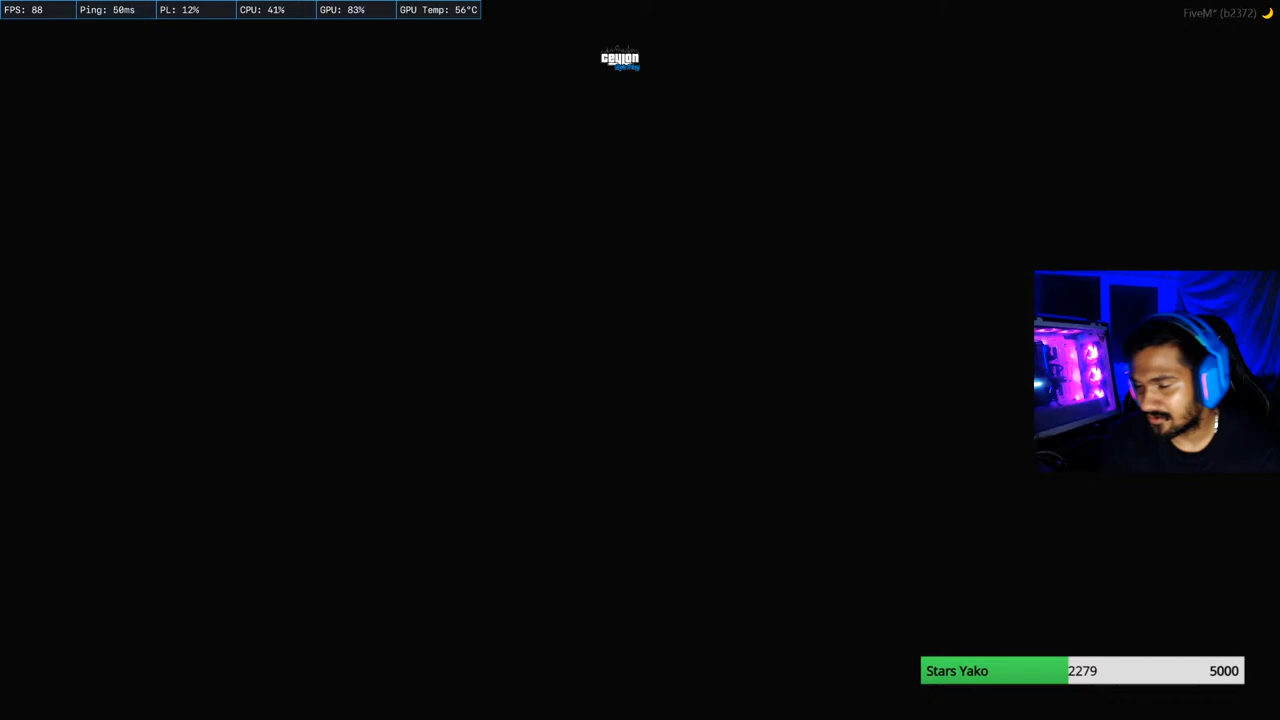 FPS: 88 Ping: 50ms PL: 12% CPU: 41% GPU: 83% GPU Temp: 56°C
FiveM* (b2372)
CEYLON
Stars Yako 2279 5000